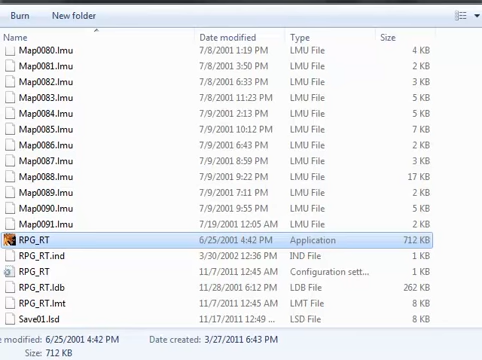 Burn New folder
Name Date modified Type Size
Map0080.lmu 7/8/2001 1:19 PM LMU File 4 KB
Map0081.lmu 7/8/2001 3:50 PM LMU File 2 KB
Map0082.lmu 7/8/2001 6:33 PM LMU File 2 KB
Map0083.lmu 7/8/2001 11:23 PM LMU File 5 KB
Map0084.lmu 7/9/2001 2:13 PM LMU File 5 KB
Map0085.lmu 7/9/2001 10:12 PM LMU File 7 KB
Map0086.lmu 7/9/2001 6:43 PM LMU File 2 KB
Map0087.lmu 7/9/2001 8:59 PM LMU File 3 KB
Map0088.lmu 7/9/2001 9:22 PM LMU File 17 KB
Map0089.lmu 7/9/2001 7:11 PM LMU File 2 KB
Map0090.lmu 7/9/2001 9:55 PM LMU File 5 KB
Map0091.lmu 7/19/2001 12:05 AM LMU File 2 KB
RPG_RT 6/25/2001 4:42 PM Application 712 KB
RPG_RT.ind 3/30/2002 12:36 PM IND File 1 KB
RPG_RT 11/7/2011 12:45 AM Configuration sett... 1 KB
RPG_RT.ldb 11/28/2001 6:12 PM LDB File 262 KB
RPG_RT.lmt 11/7/2011 12:45 AM LMT File 8 KB
Save01.lsd 11/17/2011 12:49 ... LSD File 8 KB
e modified: 6/25/2001 4:42 PM Date created: 3/27/2011 6:43 PM
Size: 712 KB